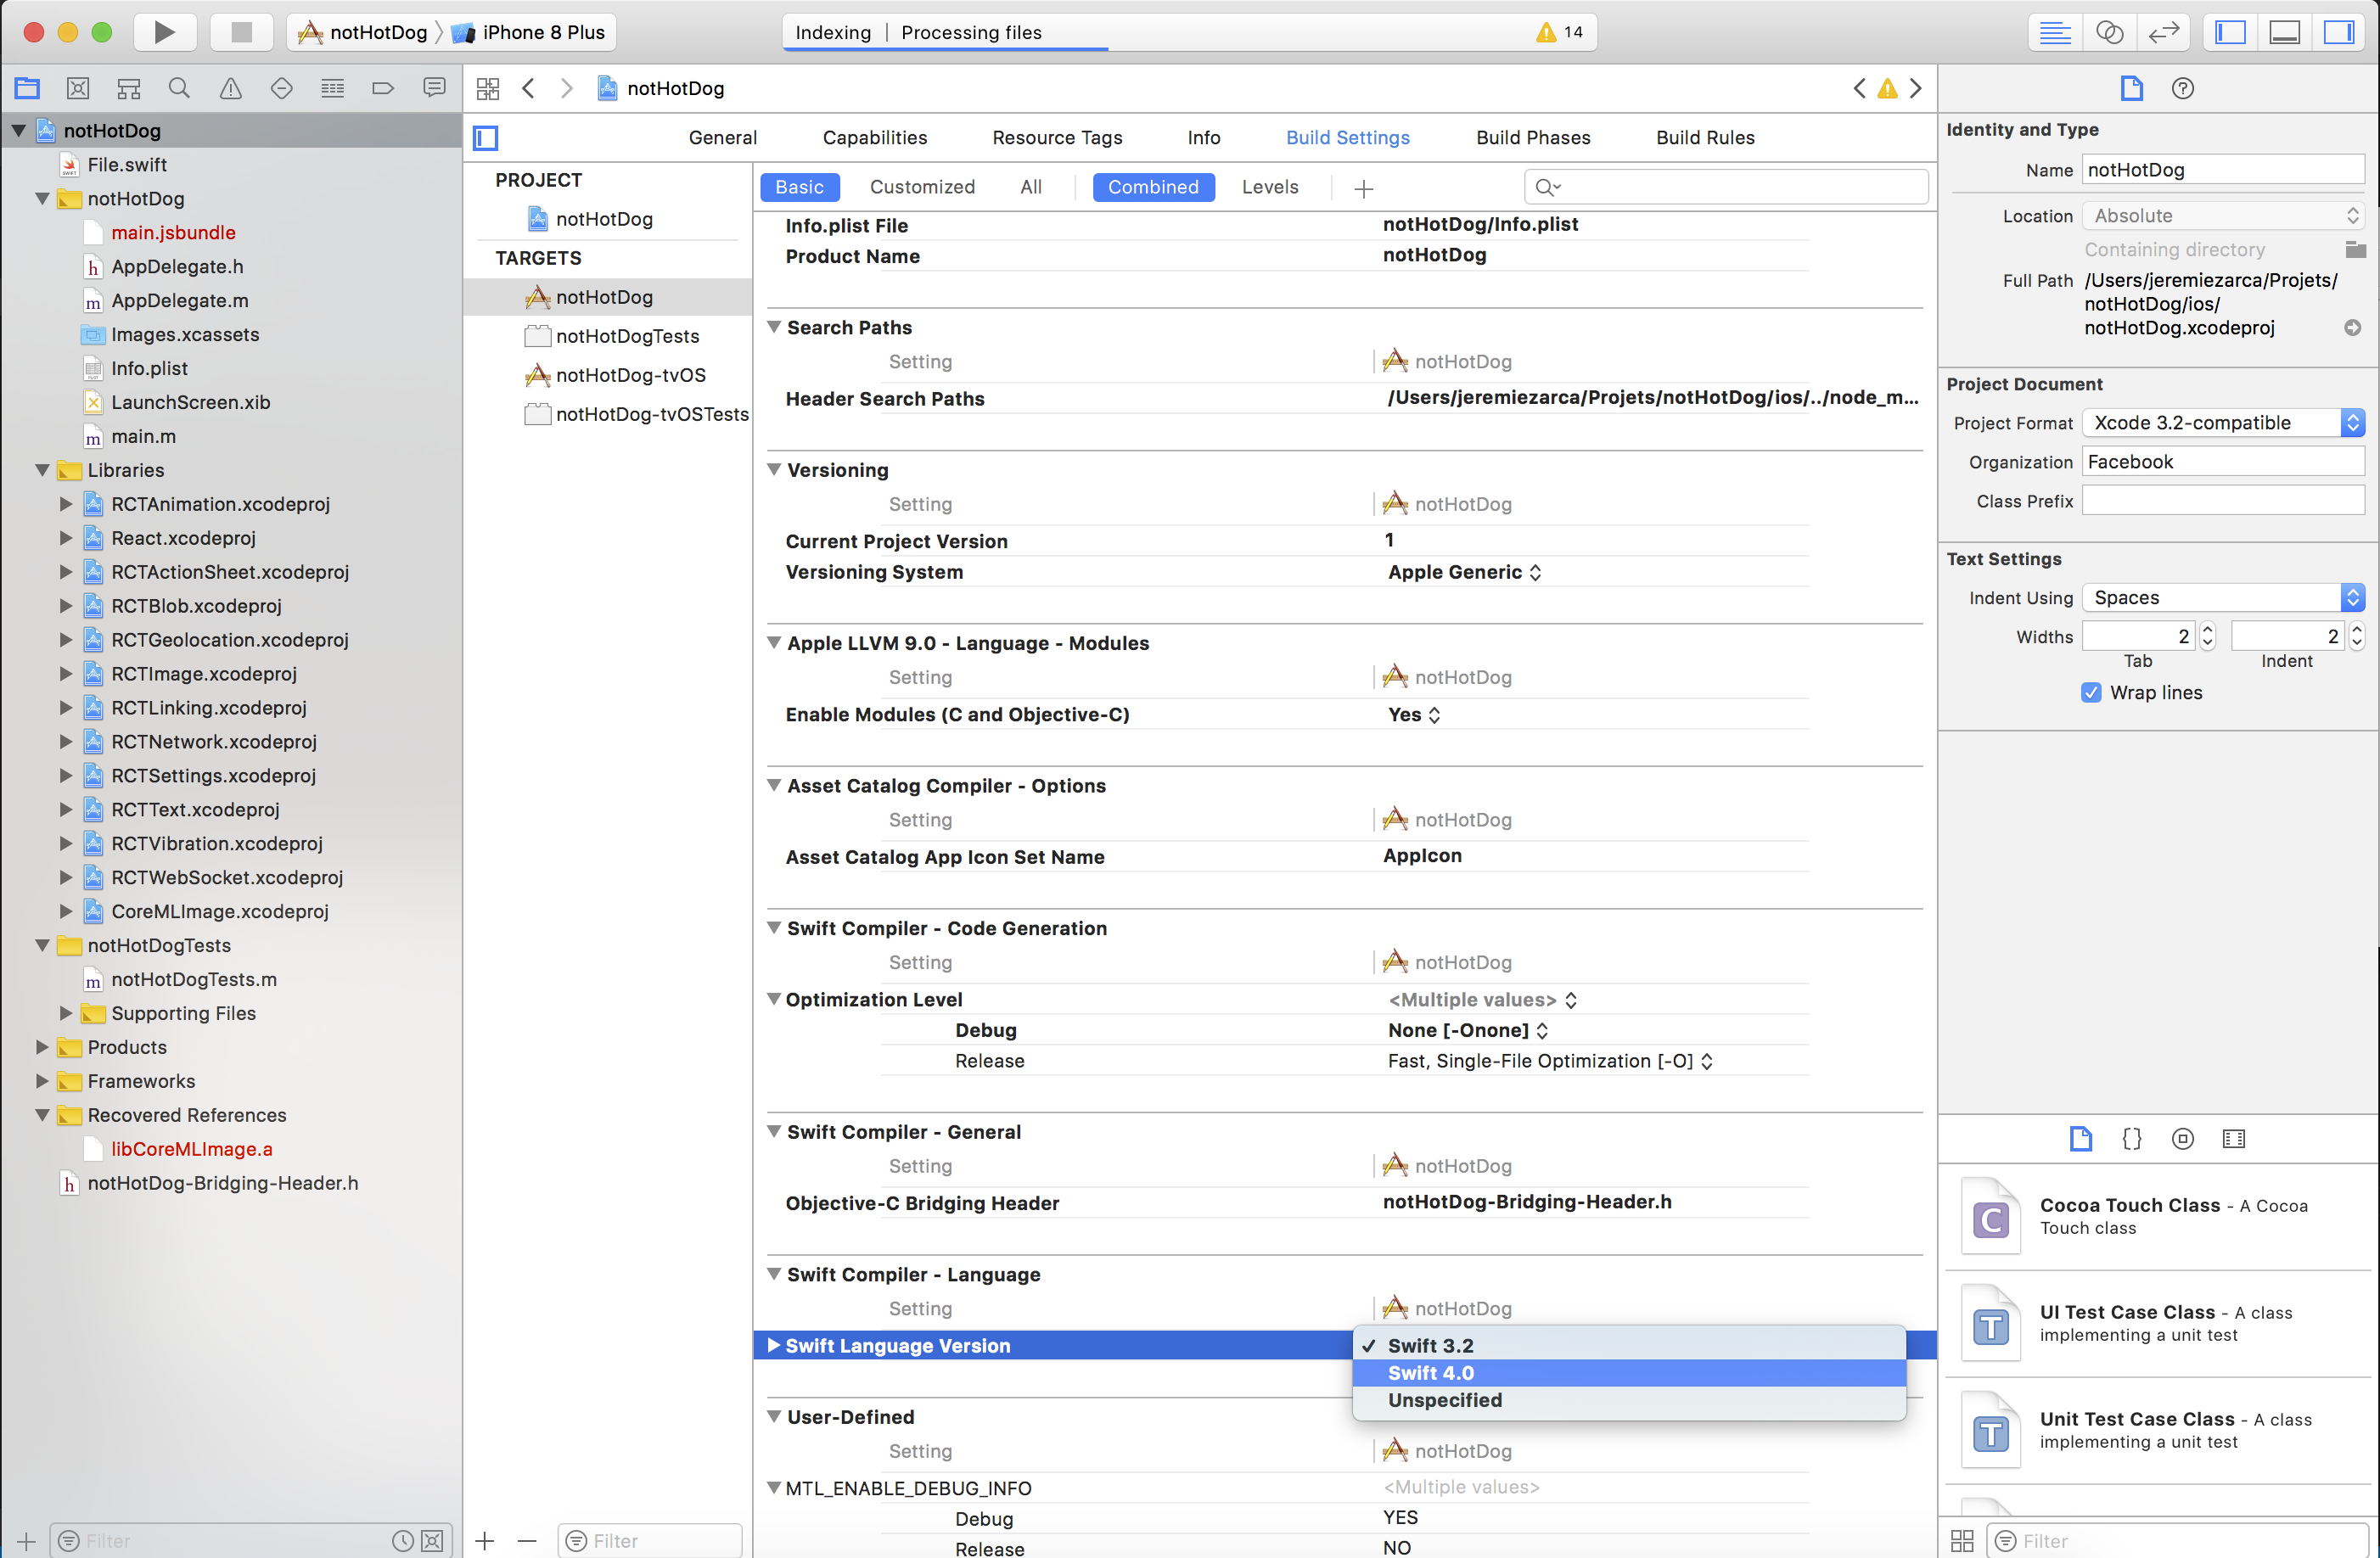 notHotDog iPhone 8 Plus
Indexing | Processing files
14
notHotDog
File.swift
notHotDog
main.jsbundle
AppDelegate.h
AppDelegate.m
Images.xcassets
Info.plist
LaunchScreen.xib
main.m
Libraries
RCTAnimation.xcodeproj
React.xcodeproj
RCTActionSheet.xcodeproj
RCTBlob.xcodeproj
RCTGeolocation.xcodeproj
RCTImage.xcodeproj
RCTLinking.xcodeproj
RCTNetwork.xcodeproj
RCTSettings.xcodeproj
RCTText.xcodeproj
RCTVibration.xcodeproj
RCTWebSocket.xcodeproj
CoreMLImage.xcodeproj
notHotDogTests
notHotDogTests.m
Supporting Files
Products
Frameworks
Recovered References
libCoreMLImage.a
notHotDog-Bridging-Header.h
Filter
notHotDog
General Capabilities Resource Tags Info Build Settings Build Phases Build Rules
PROJECT
notHotDog
TARGETS
notHotDog
notHotDogTests
notHotDog-tvOS
notHotDog-tvOSTests
Filter
Basic Customized All Combined Levels
Info.plist File notHotDog/Info.plist
Product Name notHotDog
Search Paths
Setting notHotDog
Header Search Paths /Users/jeremiezarca/Projets/notHotDog/ios/../node_m...
Versioning
Setting notHotDog
Current Project Version 1
Versioning System Apple Generic
Apple LLVM 9.0 - Language - Modules
Setting notHotDog
Enable Modules (C and Objective-C) Yes
Asset Catalog Compiler - Options
Setting notHotDog
Asset Catalog App Icon Set Name AppIcon
Swift Compiler - Code Generation
Setting notHotDog
Optimization Level <Multiple values>
Debug None [-Onone]
Release Fast, Single-File Optimization [-O]
Swift Compiler - General
Setting notHotDog
Objective-C Bridging Header notHotDog-Bridging-Header.h
Swift Compiler - Language
Setting notHotDog
Swift Language Version ✓ Swift 3.2
Swift 4.0
Unspecified
User-Defined
Setting notHotDog
MTL_ENABLE_DEBUG_INFO <Multiple values>
Debug YES
Release NO
Identity and Type
Name notHotDog
Location Absolute
Containing directory
Full Path /Users/jeremiezarca/Projets/
notHotDog/ios/
notHotDog.xcodeproj
Project Document
Project Format Xcode 3.2-compatible
Organization Facebook
Class Prefix
Text Settings
Indent Using Spaces
Widths 2 2
Tab Indent
Wrap lines
Cocoa Touch Class - A Cocoa
Touch class
UI Test Case Class - A class
implementing a unit test
Unit Test Case Class - A class
implementing a unit test
Filter